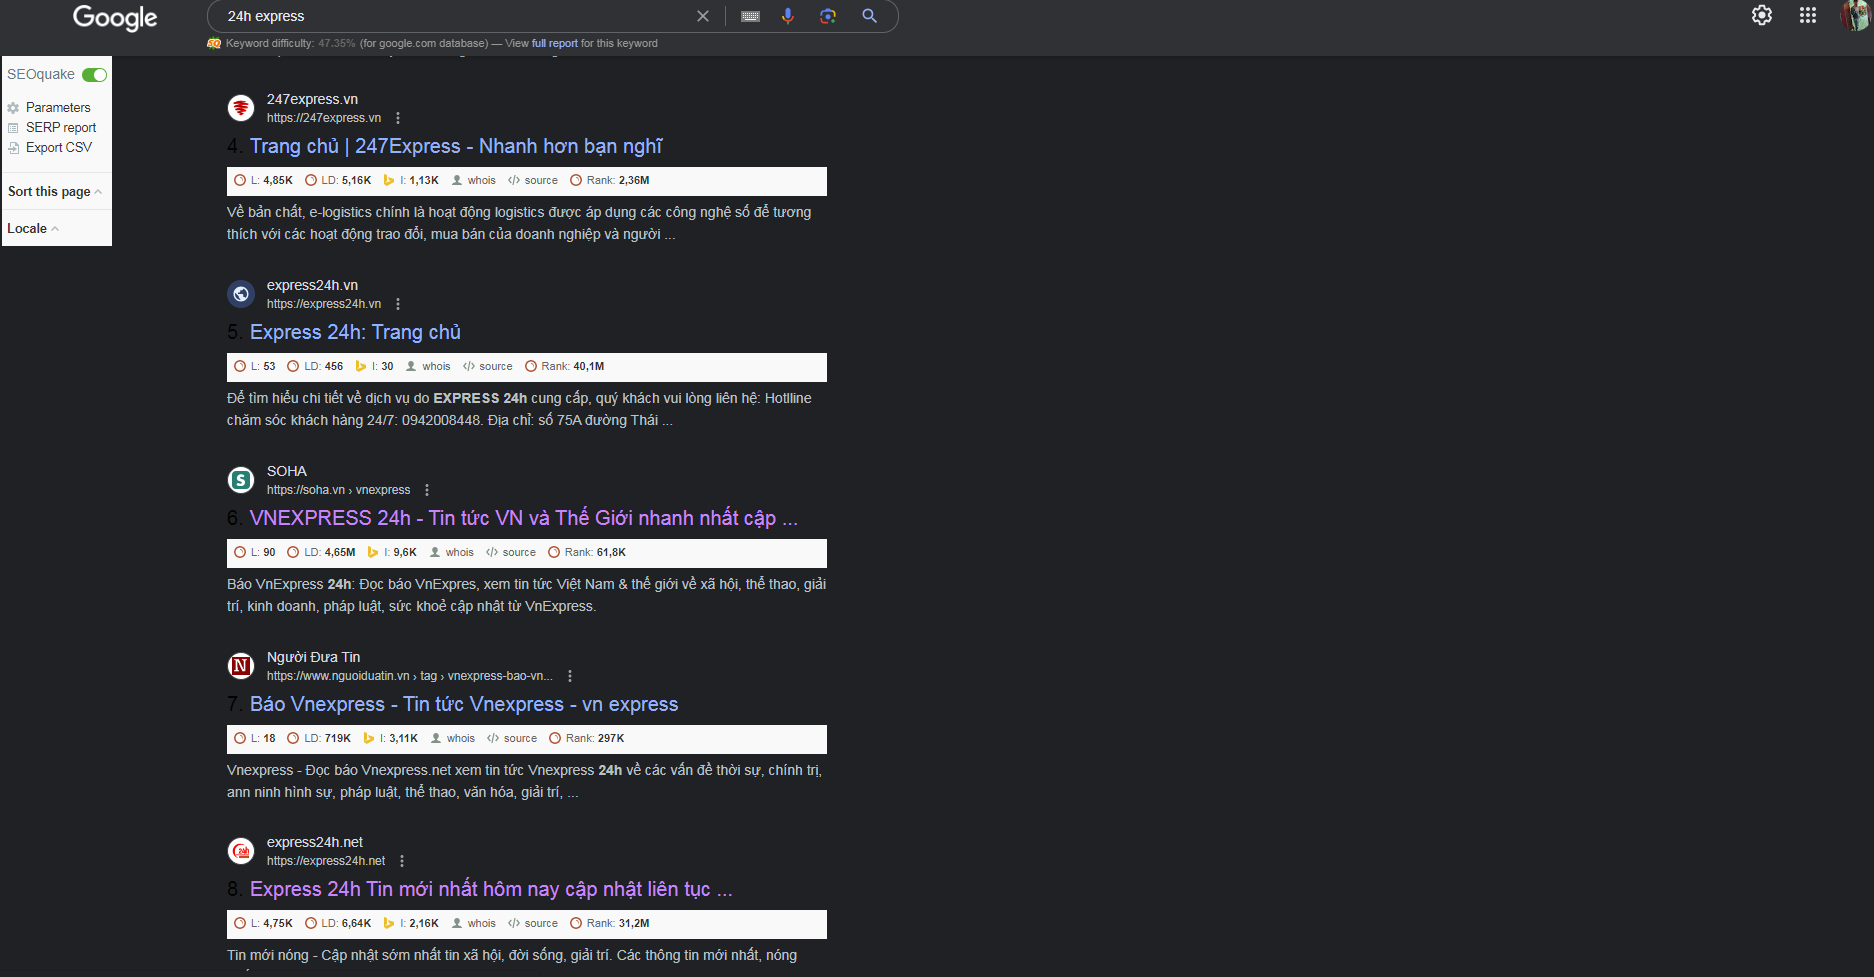 Google
24h express
Keyword difficulty: 47.35% (for google.com database) — View full report for this keyword
SEOquake
Parameters
SERP report
Export CSV
Sort this page
Locale
247express.vn
https://247express.vn
4. Trang chủ | 247Express - Nhanh hơn bạn nghĩ
L: 4,85K LD: 5,16K I: 1,13K whois source Rank: 2,36M
Về bản chất, e-logistics chính là hoạt động logistics được áp dụng các công nghệ số để tương
thích với các hoạt động trao đổi, mua bán của doanh nghiệp và người ...
express24h.vn
https://express24h.vn
5. Express 24h: Trang chủ
L: 53 LD: 456 I: 30 whois source Rank: 40,1M
Để tìm hiểu chi tiết về dịch vụ do EXPRESS 24h cung cấp, quý khách vui lòng liên hệ: Hotlline
chăm sóc khách hàng 24/7: 0942008448. Địa chỉ: số 75A đường Thái ...
SOHA
https://soha.vn › vnexpress
6. VNEXPRESS 24h - Tin tức VN và Thế Giới nhanh nhất cập ...
L: 90 LD: 4,65M I: 9,6K whois source Rank: 61,8K
Báo VnExpress 24h: Đọc báo VnExpres, xem tin tức Việt Nam & thế giới về xã hội, thể thao, giải
trí, kinh doanh, pháp luật, sức khoẻ cập nhật từ VnExpress.
Người Đưa Tin
https://www.nguoiduatin.vn › tag › vnexpress-bao-vn...
7. Báo Vnexpress - Tin tức Vnexpress - vn express
L: 18 LD: 719K I: 3,11K whois source Rank: 297K
Vnexpress - Đọc báo Vnexpress.net xem tin tức Vnexpress 24h về các vấn đề thời sự, chính trị,
ann ninh hình sự, pháp luật, thể thao, văn hóa, giải trí, ...
express24h.net
https://express24h.net
8. Express 24h Tin mới nhất hôm nay cập nhật liên tục ...
L: 4,75K LD: 6,64K I: 2,16K whois source Rank: 31,2M
Tin mới nóng - Cập nhật sớm nhất tin xã hội, đời sống, giải trí. Các thông tin mới nhất, nóng